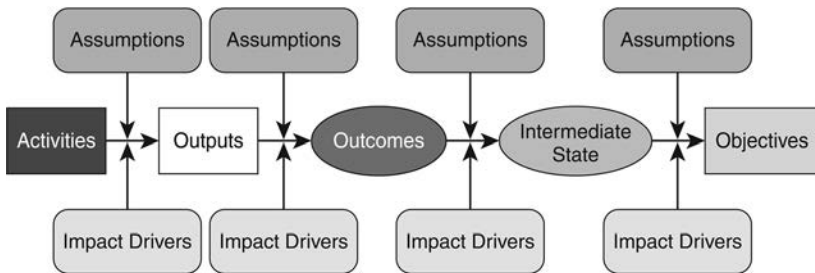 Assumptions
Assumptions
Assumptions
Assumptions
Activities
Outputs
Outcomes
Intermediate
State
Objectives
Impact Drivers
Impact Drivers
Impact Drivers
Impact Drivers